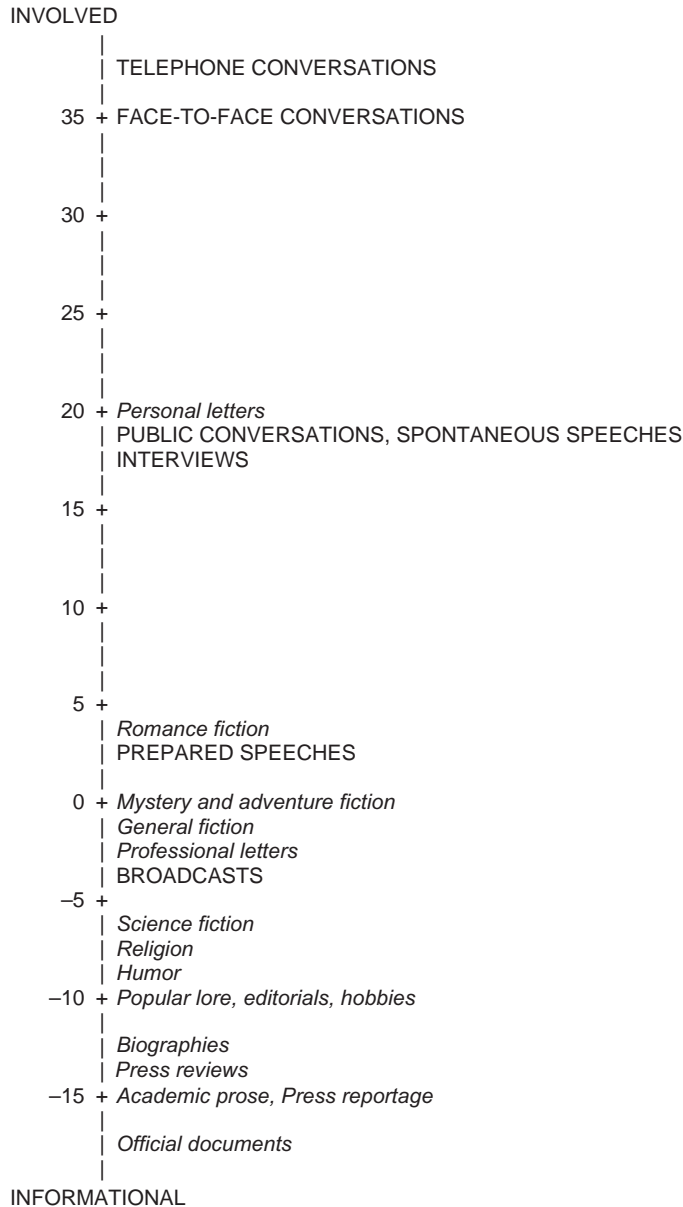 INVOLVED
|
| TELEPHONE CONVERSATIONS
|
35 + FACE-TO-FACE CONVERSATIONS
|
|
|
30 +
|
|
|
25 +
|
|
|
20 + Personal letters
| PUBLIC CONVERSATIONS, SPONTANEOUS SPEECHES
| INTERVIEWS
|
15 +
|
|
|
10 +
|
|
|
5 +
| Romance fiction
| PREPARED SPEECHES
|
0 + Mystery and adventure fiction
| General fiction
| Professional letters
| BROADCASTS
–5 +
| Science fiction
| Religion
| Humor
–10 + Popular lore, editorials, hobbies
|
| Biographies
| Press reviews
–15 + Academic prose, Press reportage
|
| Official documents
|
INFORMATIONAL